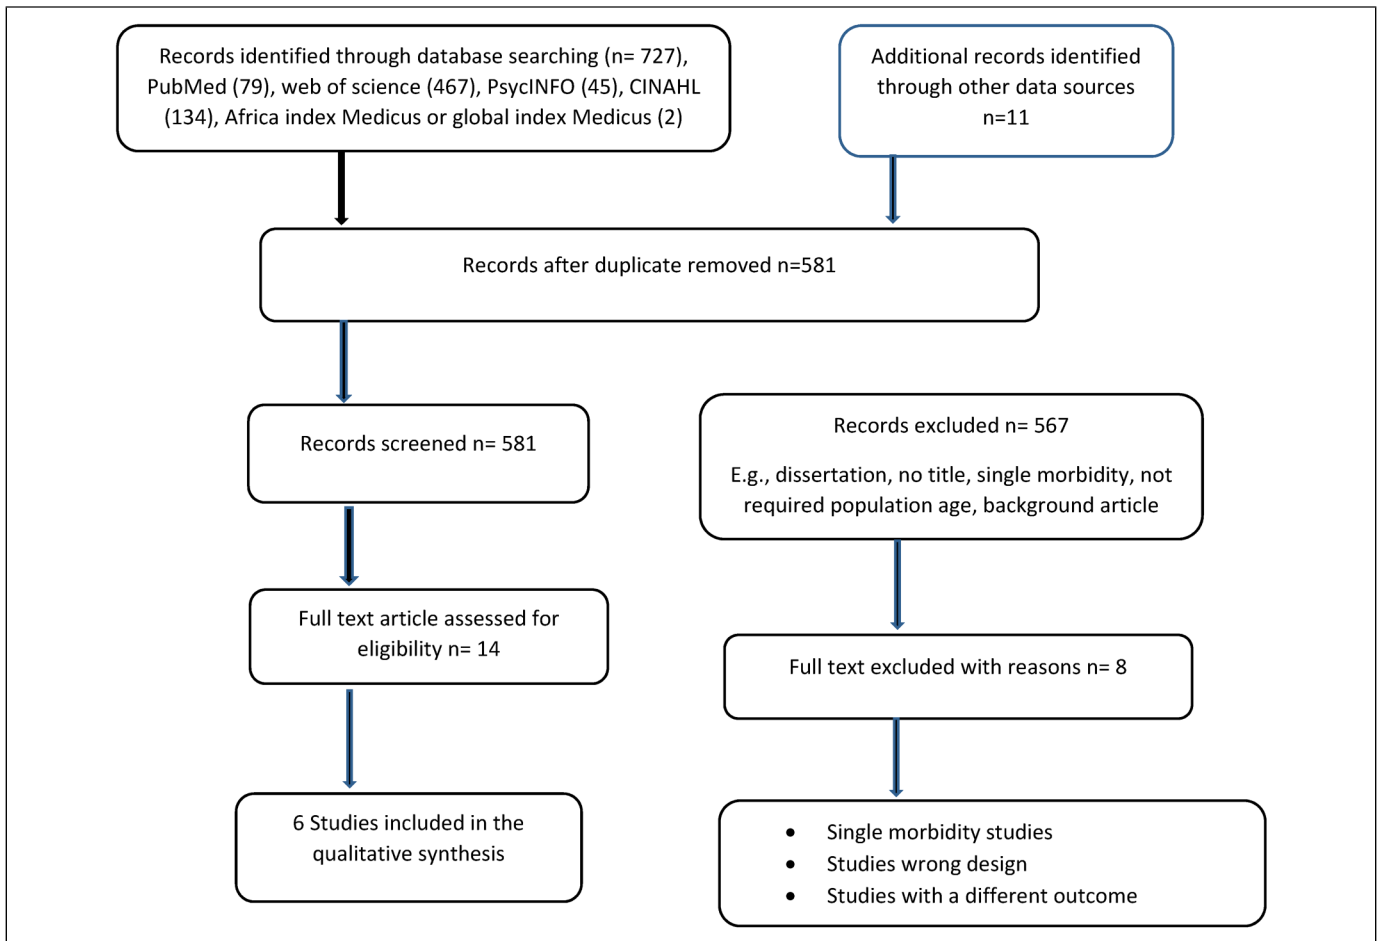 Records identified through database searching (n= 727),
PubMed (79), web of science (467), PsycINFO (45), CINAHL
(134), Africa index Medicus or global index Medicus (2)
Additional records identified
through other data sources
n=11
Records after duplicate removed n=581
Records screened n= 581
Records excluded n= 567
E.g., dissertation, no title, single morbidity, not
required population age, background article
Full text article assessed for
eligibility n= 14
Full text excluded with reasons n= 8
6 Studies included in the
qualitative synthesis
• Single morbidity studies
• Studies wrong design
• Studies with a different outcome